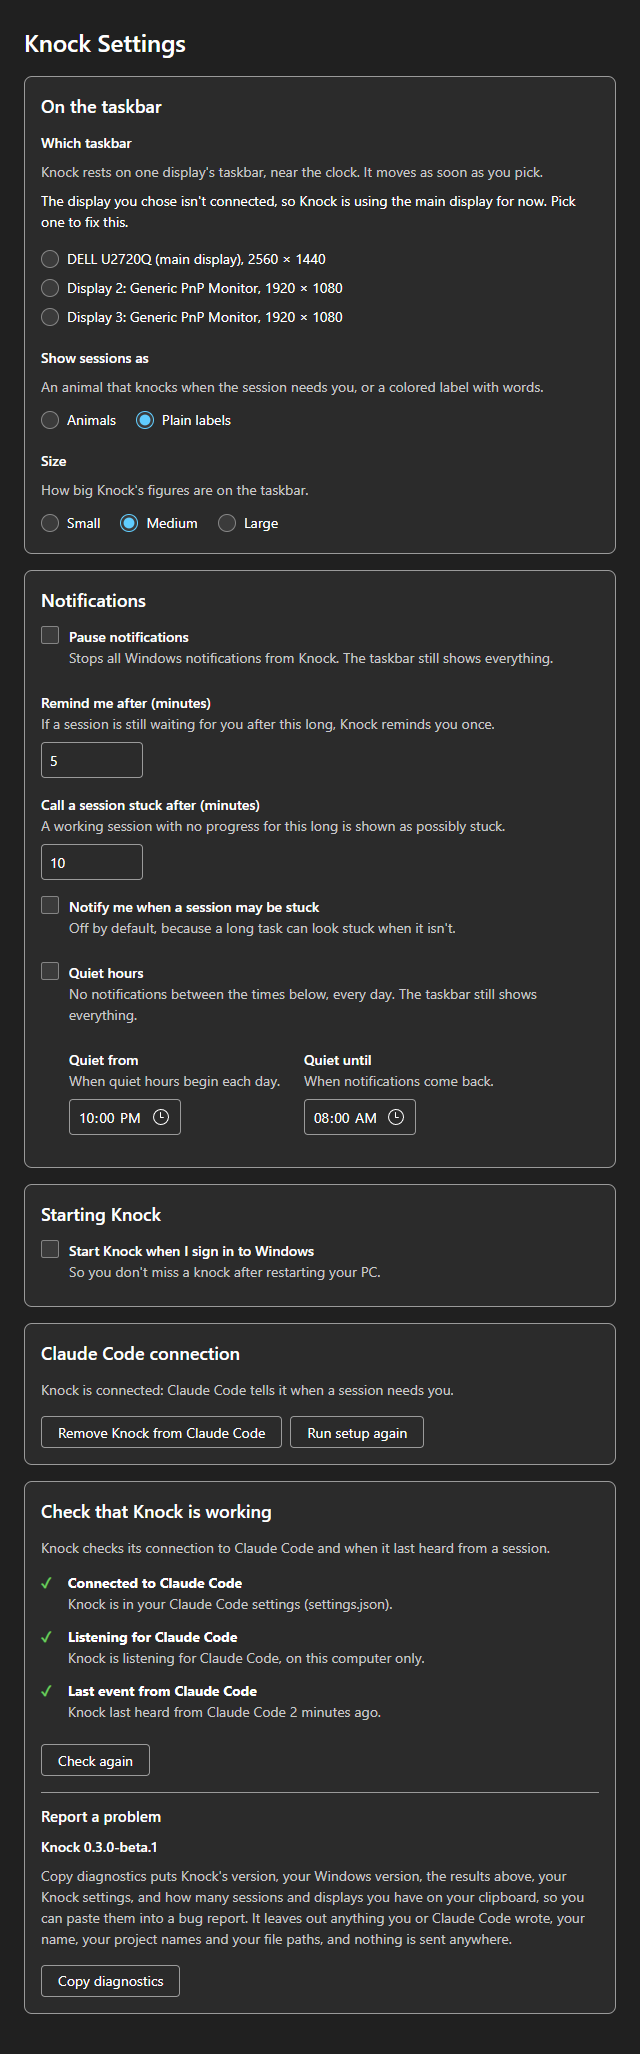 Knock Settings
On the taskbar
Which taskbar
Knock rests on one display's taskbar, near the clock. It moves as soon as you pick.
The display you chose isn't connected, so Knock is using the main display for now. Pick
one to fix this.
DELL U2720Q (main display), 2560 × 1440
Display 2: Generic PnP Monitor, 1920 × 1080
Display 3: Generic PnP Monitor, 1920 × 1080
Show sessions as
An animal that knocks when the session needs you, or a colored label with words.
Animals Plain labels
Size
How big Knock's figures are on the taskbar.
Small Medium Large
Notifications
Pause notifications
Stops all Windows notifications from Knock. The taskbar still shows everything.
Remind me after (minutes)
If a session is still waiting for you after this long, Knock reminds you once.
5
Call a session stuck after (minutes)
A working session with no progress for this long is shown as possibly stuck.
10
Notify me when a session may be stuck
Off by default, because a long task can look stuck when it isn't.
Quiet hours
No notifications between the times below, every day. The taskbar still shows
everything.
Quiet from Quiet until
When quiet hours begin each day. When notifications come back.
10:00 PM 08:00 AM
Starting Knock
Start Knock when I sign in to Windows
So you don't miss a knock after restarting your PC.
Claude Code connection
Knock is connected: Claude Code tells it when a session needs you.
Remove Knock from Claude Code Run setup again
Check that Knock is working
Knock checks its connection to Claude Code and when it last heard from a session.
Connected to Claude Code
Knock is in your Claude Code settings (settings.json).
Listening for Claude Code
Knock is listening for Claude Code, on this computer only.
Last event from Claude Code
Knock last heard from Claude Code 2 minutes ago.
Check again
Report a problem
Knock 0.3.0-beta.1
Copy diagnostics puts Knock's version, your Windows version, the results above, your
Knock settings, and how many sessions and displays you have on your clipboard, so you
can paste them into a bug report. It leaves out anything you or Claude Code wrote, your
name, your project names and your file paths, and nothing is sent anywhere.
Copy diagnostics